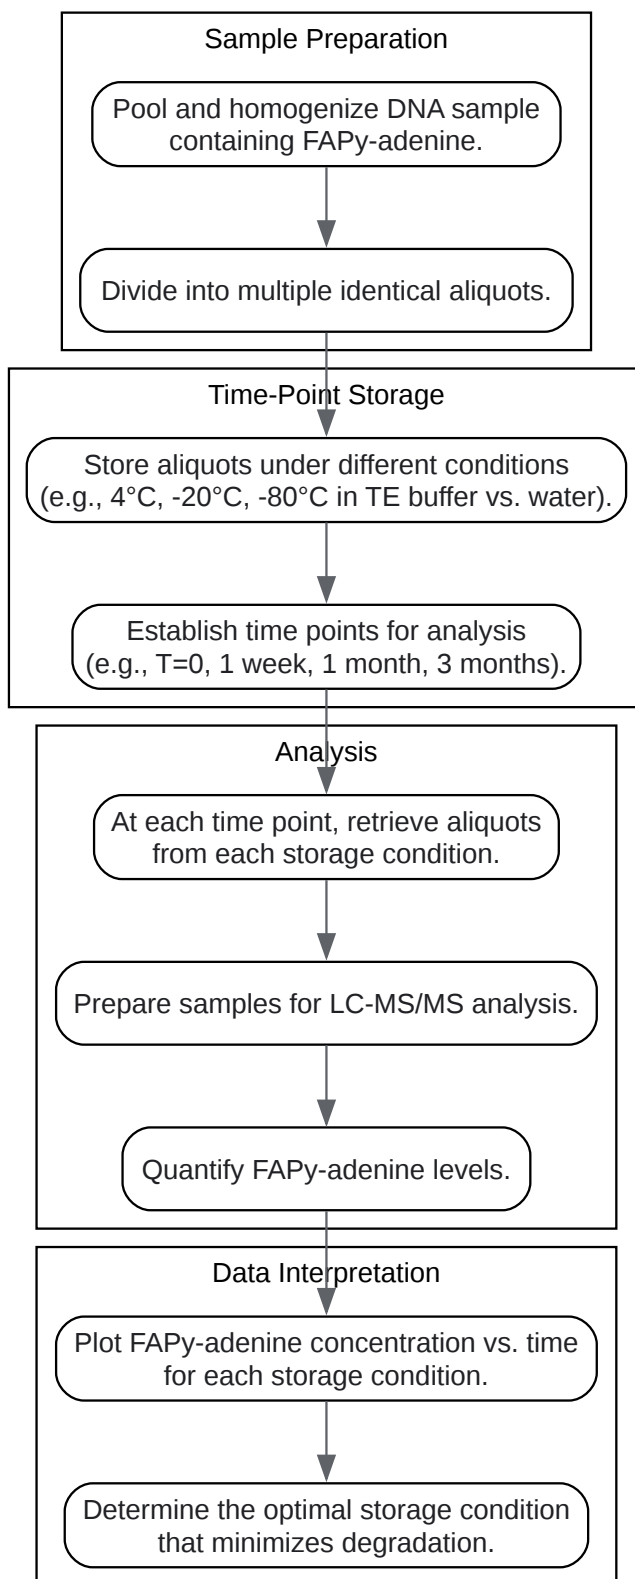 Sample Preparation
Pool and homogenize DNA sample
containing FAPy-adenine.
Divide into multiple identical aliquots.
Time-Point Storage
Store aliquots under different conditions
(e.g., 4°C, -20°C, -80°C in TE buffer vs. water).
Establish time points for analysis
(e.g., T=0, 1 week, 1 month, 3 months).
Analysis
At each time point, retrieve aliquots
from each storage condition.
Prepare samples for LC-MS/MS analysis.
Quantify FAPy-adenine levels.
Data Interpretation
Plot FAPy-adenine concentration vs. time
for each storage condition.
Determine the optimal storage condition
that minimizes degradation.